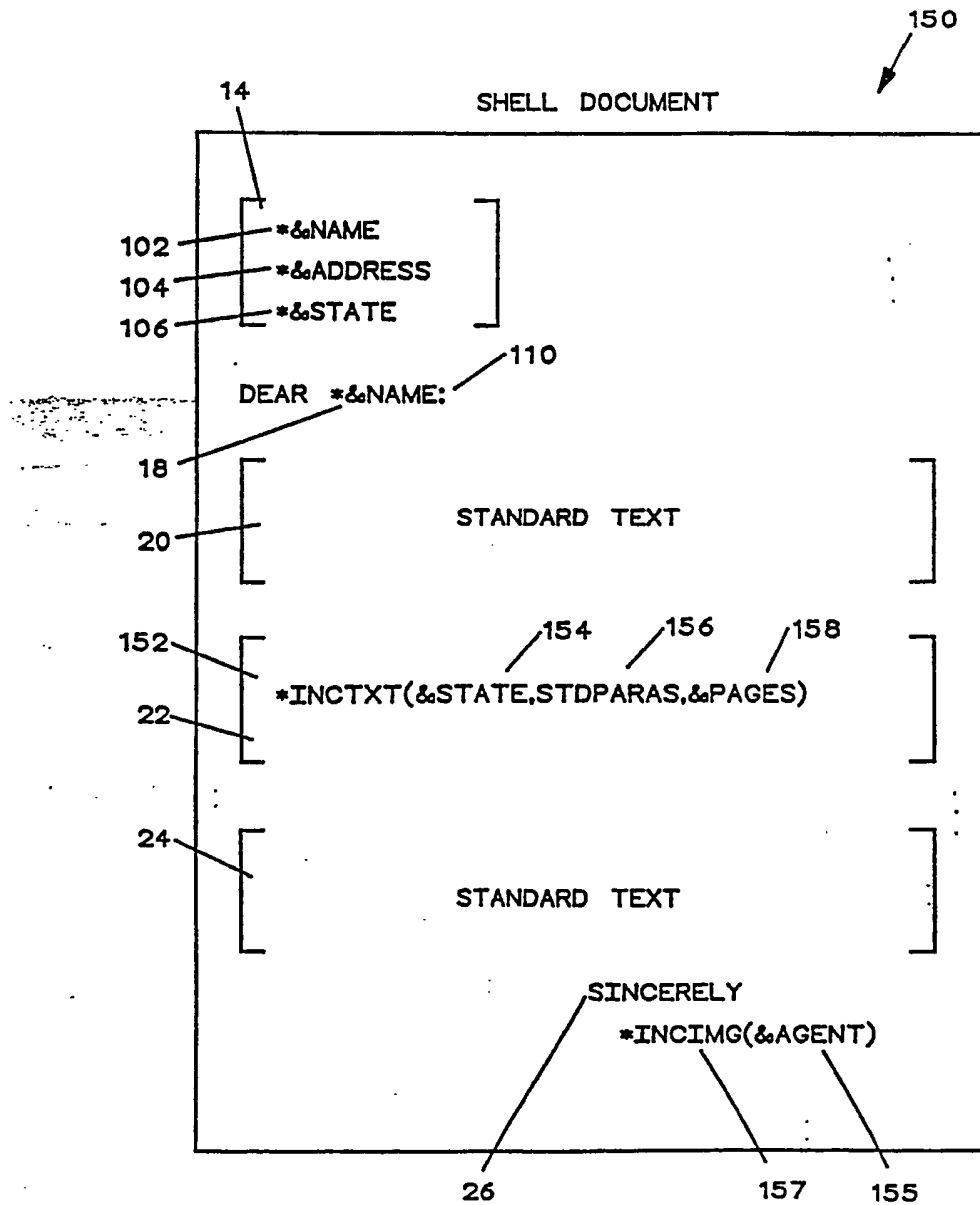 150
SHELL DOCUMENT
14
102 *&NAME
104 *&ADDRESS
106 *&STATE
110
DEAR *&NAME:
18
20 STANDARD TEXT
152 154 156 158
*INCTXT(&STATE,STDPARAS,&PAGES)
22
24
STANDARD TEXT
SINCERELY
*INCIMG(&AGENT)
26 157 155